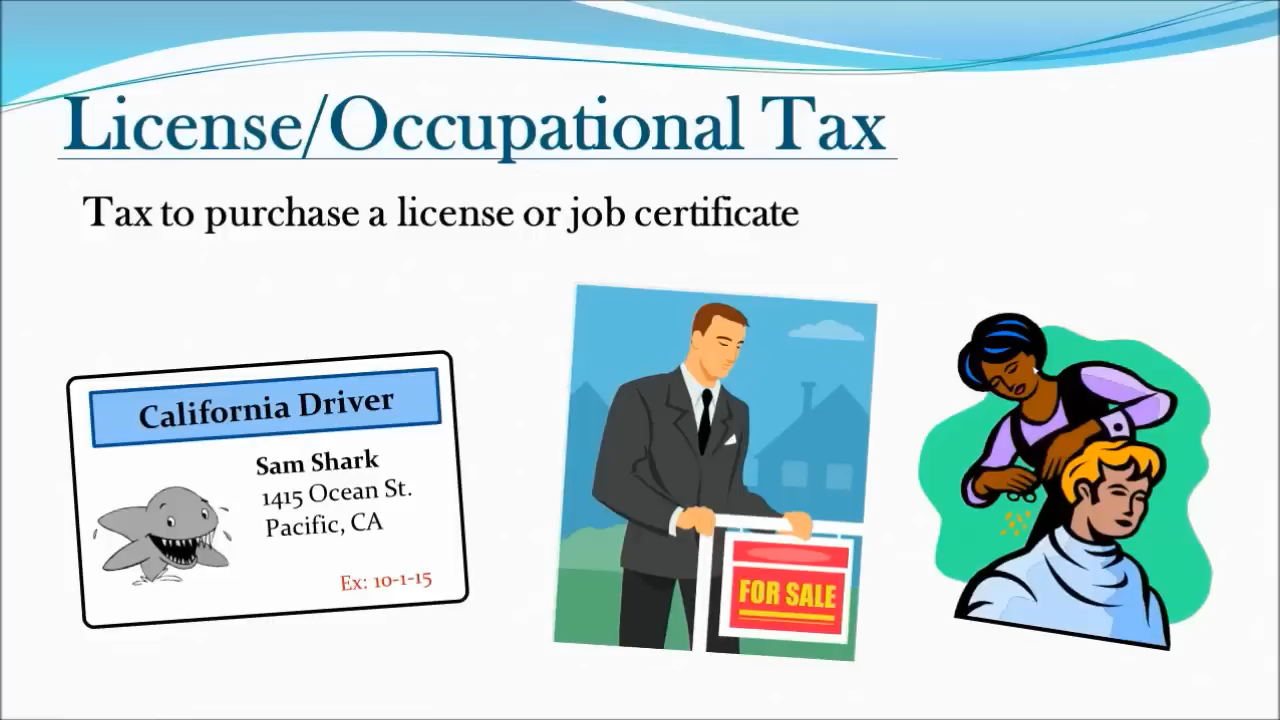 License/Occupational Tax
Tax to purchase a license or job certificate
California Driver
Sam Shark
1415 Ocean St.
Pacific, CA
Ex: 10-1-15
FOR SALE